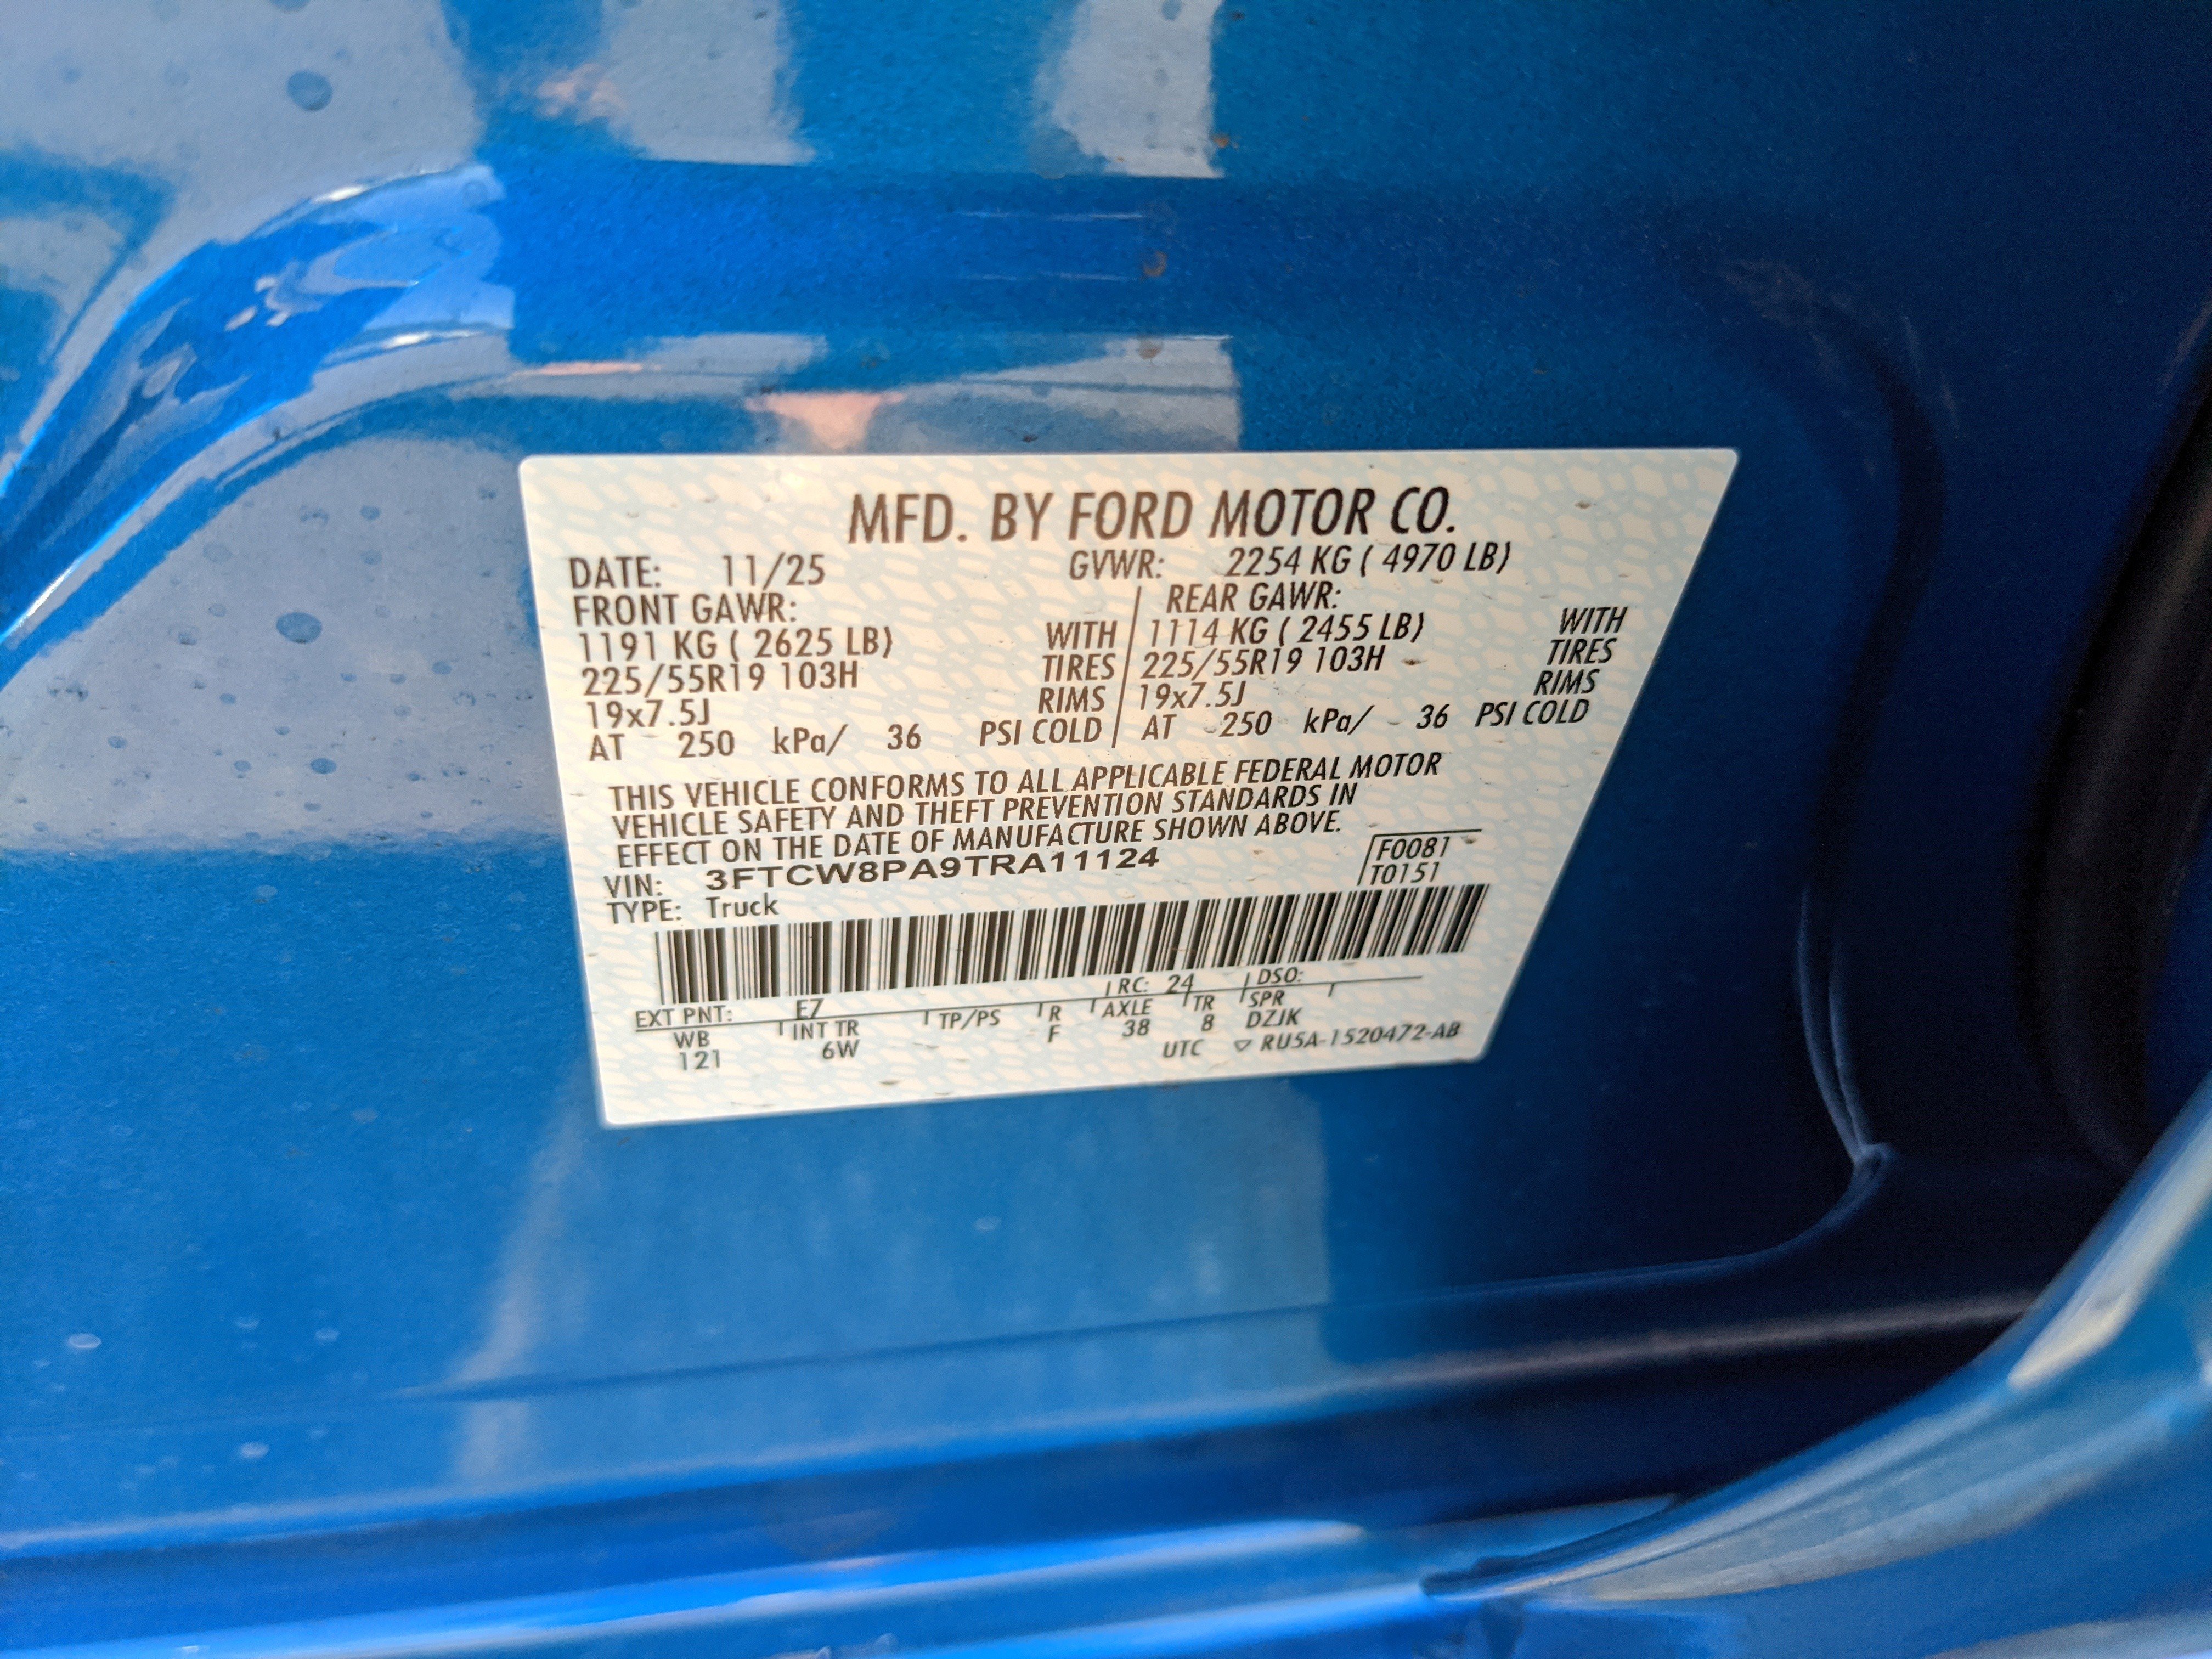 MFD. BY FORD MOTOR CO.
DATE: 11/25 GVWR: 2254 KG ( 4970 LB)
FRONT GAWR: REAR GAWR:
1191 KG ( 2625 LB) WITH 1114 KG ( 2455 LB) WITH
225/55R19 103H TIRES 225/55R19 103H TIRES
19x7.5J RIMS 19x7.5J RIMS
AT 250 kPa/ 36 PSI COLD AT 250 kPa/ 36 PSI COLD
THIS VEHICLE CONFORMS TO ALL APPLICABLE FEDERAL MOTOR
VEHICLE SAFETY AND THEFT PREVENTION STANDARDS IN
EFFECT ON THE DATE OF MANUFACTURE SHOWN ABOVE.
VIN: 3FTCW8PA9TRA11124 F0081
TYPE: Truck T0151
EXT PNT: EZ RC: 24 DSO:
WB INT TR TP/PS R AXLE TR SPR
121 6W F 38 8 DZJK
UTC ▽ RU5A-1520472-AB